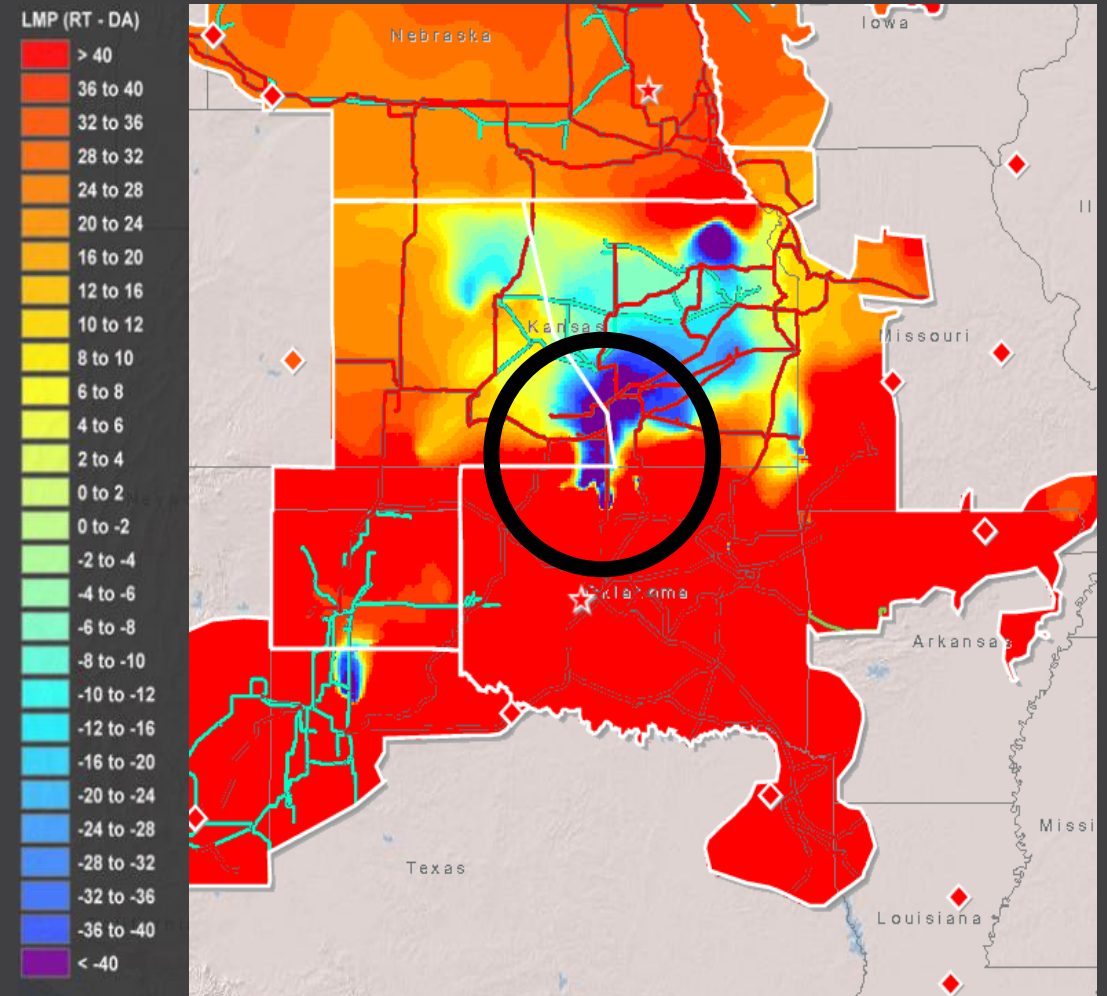 LMP (RT - DA)
> 40
36 to 40
32 to 36
28 to 32
24 to 28
20 to 24
16 to 20
12 to 16
10 to 12
8 to 10
6 to 8
4 to 6
2 to 4
0 to 2
0 to -2
-2 to -4
-4 to -6
-6 to -8
-8 to -10
-10 to -12
-12 to -16
-16 to -20
-20 to -24
-24 to -28
-28 to -32
-32 to -36
-36 to -40
< -40
Iowa
Nebraska
Il
Kansas
Missouri
Oklahoma
Arkansas
Missi
Texas
Louisiana